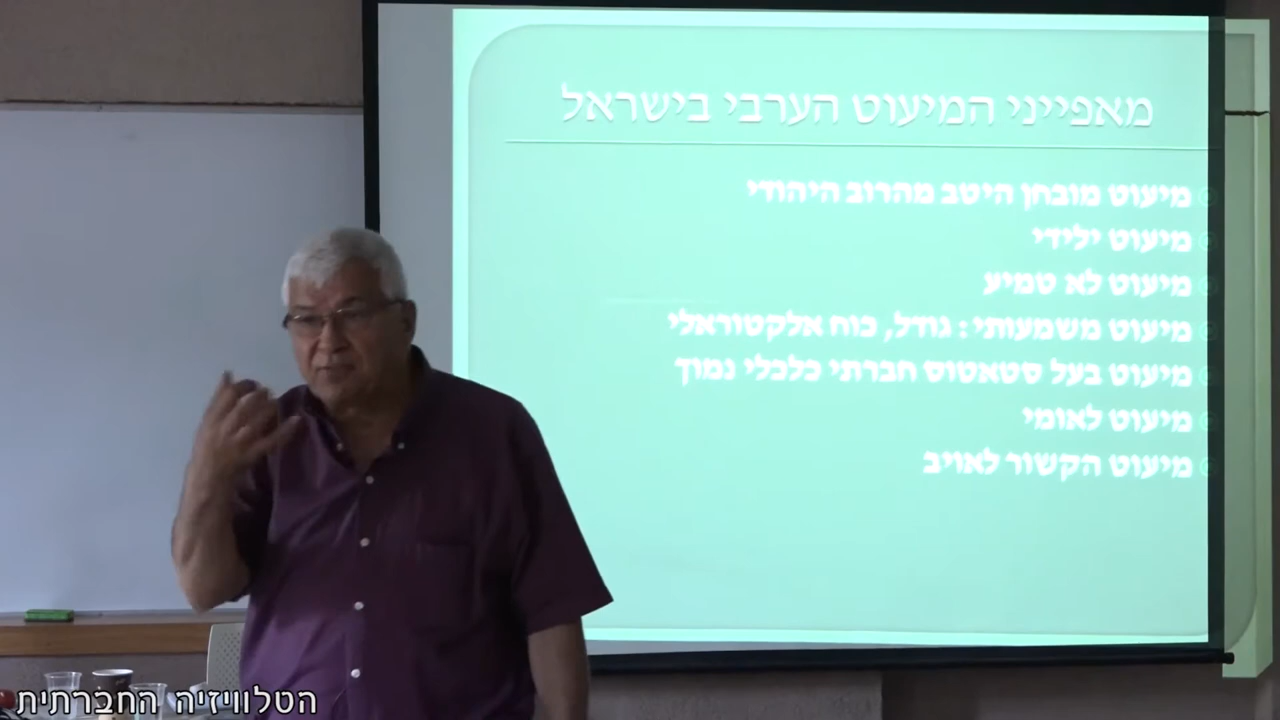 מאפייני המיעוט הערבי בישראל
מיעוט מובחן היטב מהרוב היהודי
מיעוט ילידי
מיעוט לא טמיע
מיעוט משמעותי: גודל, כוח אלקטוראלי
מיעוט בעל סטאטוס חברתי כלכלי נמוך
מיעוט לאומי
מיעוט הקשור לאויב
הטלוויזיה החברתית